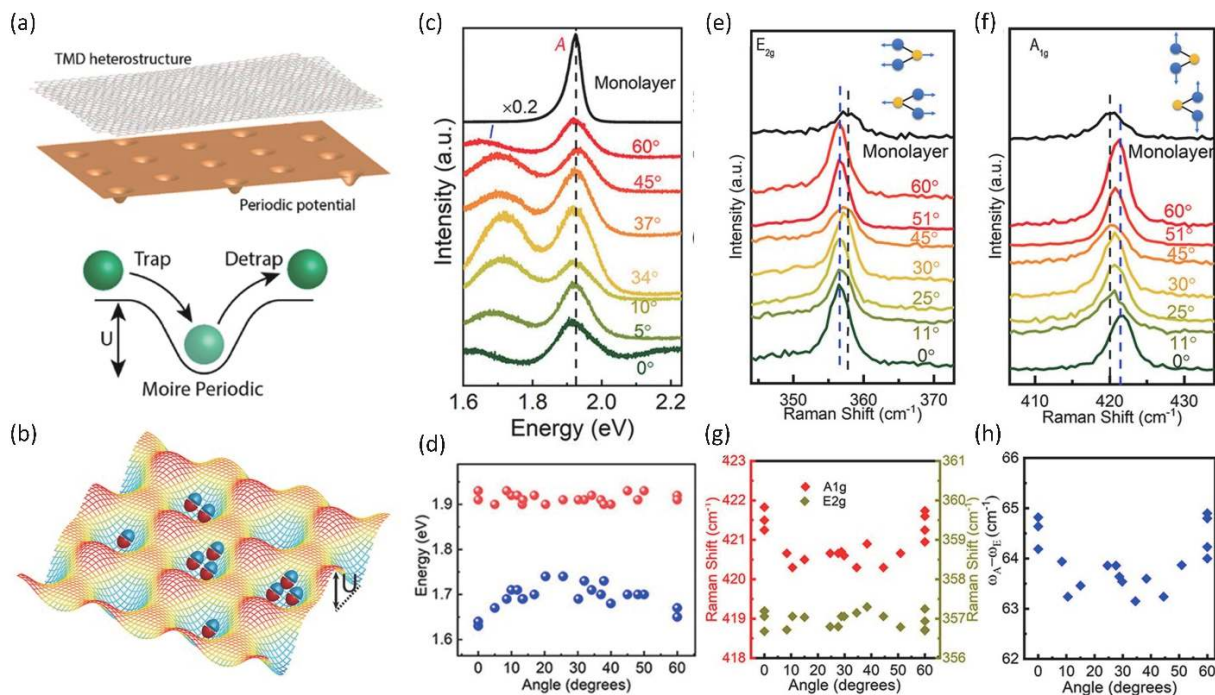 (a)
TMD heterostructure
Periodic potential
Trap
Detrap
U
Moire Periodic
(b)
U
(c)
A
Monolayer
×0.2
60°
45°
37°
34°
10°
5°
0°
Intensity (a.u.)
1.6 1.8 2.0 2.2
Energy (eV)
(d)
Energy (eV)
1.9
1.8
1.7
1.6
0 10 20 30 40 50 60
Angle (degrees)
(e)
E2g
Monolayer
60°
51°
45°
30°
25°
11°
0°
Intensity (a.u.)
350 360 370
Raman Shift (cm-1)
(f)
A1g
Monolayer
60°
51°
45°
30°
25°
11°
0°
Intensity (a.u.)
410 420 430
Raman Shift (cm-1)
(g)
A1g
E2g
Raman Shift (cm-1)
423
422
421
420
419
418
361
360
359
358
357
356
Raman Shift (cm-1)
0 10 20 30 40 50 60
Angle (degrees)
(h)
ωA-ωE (cm-1)
66
65
64
63
62
0 10 20 30 40 50 60
Angle (degrees)